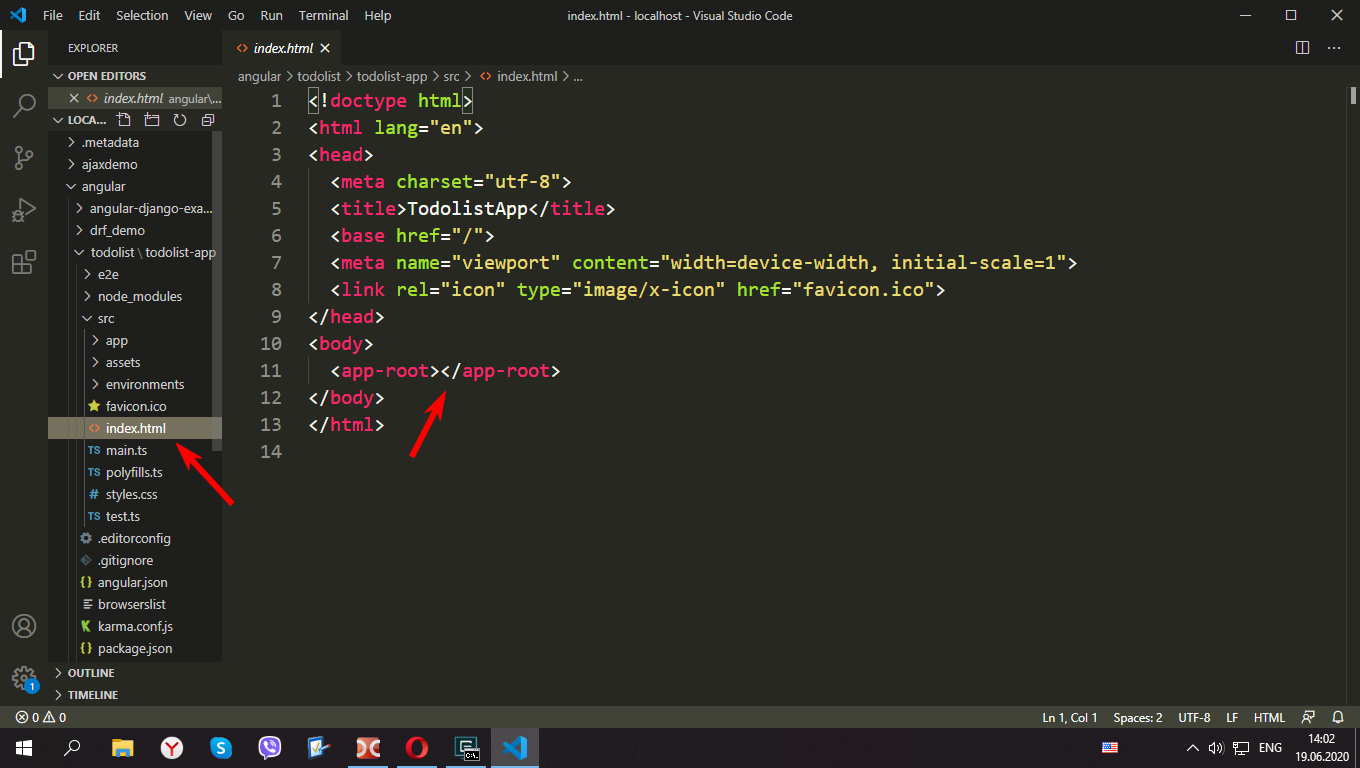 File Edit Selection View Go Run Terminal Help
index.html - localhost - Visual Studio Code
EXPLORER
OPEN EDITORS
index.html angular\...
LOCA...
.metadata
ajaxdemo
angular
angular-django-exa...
drf_demo
todolist \ todolist-app
e2e
node_modules
src
app
assets
environments
favicon.ico
index.html
TS main.ts
TS polyfills.ts
# styles.css
TS test.ts
.editorconfig
.gitignore
{} angular.json
browserslist
karma.conf.js
{} package.json
OUTLINE
TIMELINE
<> index.html
angular > todolist > todolist-app > src > <> index.html > ...
1 <!doctype html>
2 <html lang="en">
3 <head>
4 <meta charset="utf-8">
5 <title>TodolistApp</title>
6 <base href="/">
7 <meta name="viewport" content="width=device-width, initial-scale=1">
8 <link rel="icon" type="image/x-icon" href="favicon.ico">
9 </head>
10 <body>
11 <app-root></app-root>
12 </body>
13 </html>
14
1
0 0
Ln 1, Col 1 Spaces: 2 UTF-8 LF HTML
C:\.
ENG
14:02
19.06.2020